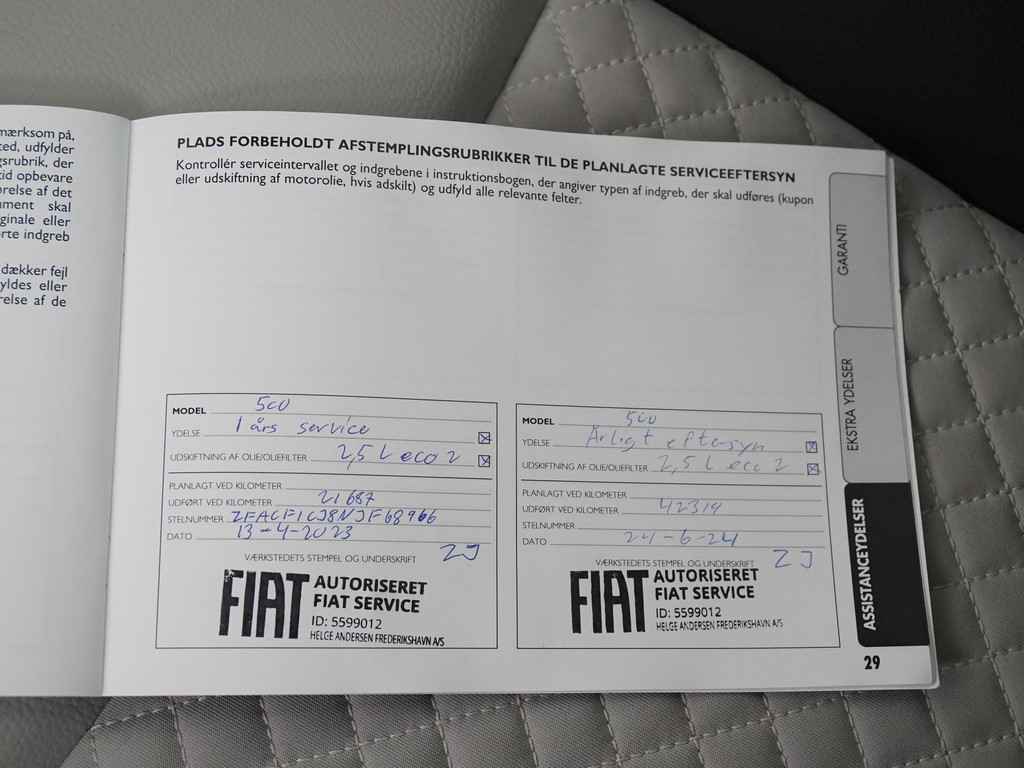 mærksom på,
ted, udfylder
gsrubrik, der
tid opbevare
ørelse af det
ument skal
ginale eller
rte indgreb
dækker fejl
yldes eller
relse af de
PLADS FORBEHOLDT AFSTEMPLINGSRUBRIKKER TIL DE PLANLAGTE SERVICEEFTERSYN
Kontrollér serviceintervallet og indgrebene i instruktionsbogen, der angiver typen af indgreb, der skal udføres (kupon
eller udskiftning af motorolie, hvis adskilt) og udfyld alle relevante felter.
MODEL 500
YDELSE 1 års service
UDSKIFTNING AF OLIE/OLIEFILTER 2,5 L eco 2
PLANLAGT VED KILOMETER
UDFØRT VED KILOMETER 21687
STELNUMMER ZFACF1CJ8NJF68966
DATO 13-4-2023
VÆRKSTEDETS STEMPEL OG UNDERSKRIFT ZJ
FIAT AUTORISERET
FIAT SERVICE
ID: 5599012
HELGE ANDERSEN FREDERIKSHAVN A/S
MODEL 500
YDELSE Årligt eftersyn
UDSKIFTNING AF OLIE/OLIEFILTER 2,5 L eco 2
PLANLAGT VED KILOMETER
UDFØRT VED KILOMETER 42319
STELNUMMER
DATO 24-6-24
VÆRKSTEDETS STEMPEL OG UNDERSKRIFT ZJ
FIAT AUTORISERET
FIAT SERVICE
ID: 5599012
HELGE ANDERSEN FREDERIKSHAVN A/S
GARANTI
EKSTRA YDELSER
ASSISTANCEYDELSER
29